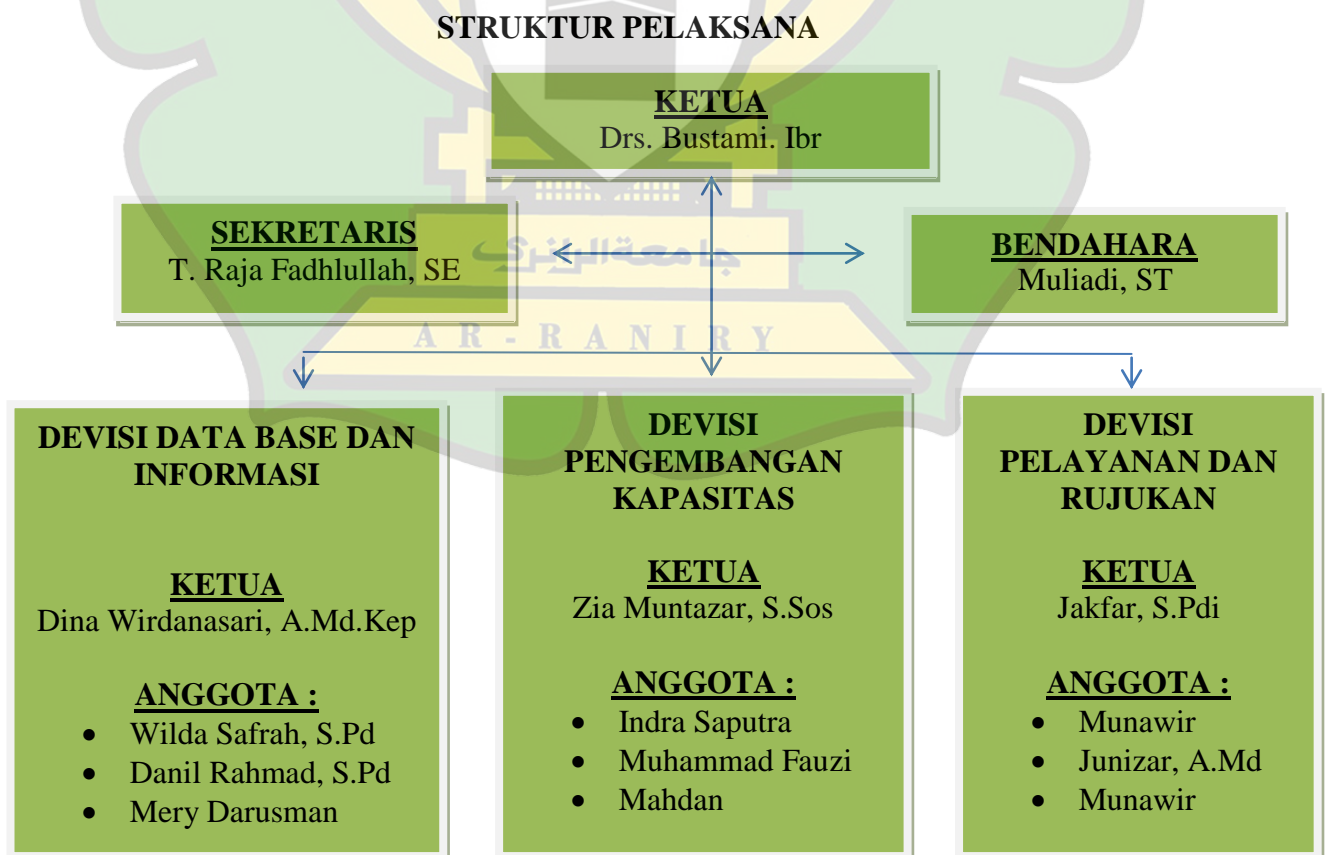 STRUKTUR PELAKSANA
KETUA
Drs. Bustami. Ibr
SEKRETARIS
T. Raja Fadhlullah, SE
BENDAHARA
Muliadi, ST
جامعة الرانري
AR-RANIRY
DEVISI DATA BASE DAN
INFORMASI
KETUA
Dina Wirdanasari, A.Md.Kep
ANGGOTA :
• Wilda Safrah, S.Pd
• Danil Rahmad, S.Pd
• Mery Darusman
DEVISI
PENGEMBANGAN
KAPASITAS
KETUA
Zia Muntazar, S.Sos
ANGGOTA :
• Indra Saputra
• Muhammad Fauzi
• Mahdan
DEVISI
PELAYANAN DAN
RUJUKAN
KETUA
Jakfar, S.Pdi
ANGGOTA :
• Munawir
• Junizar, A.Md
• Munawir